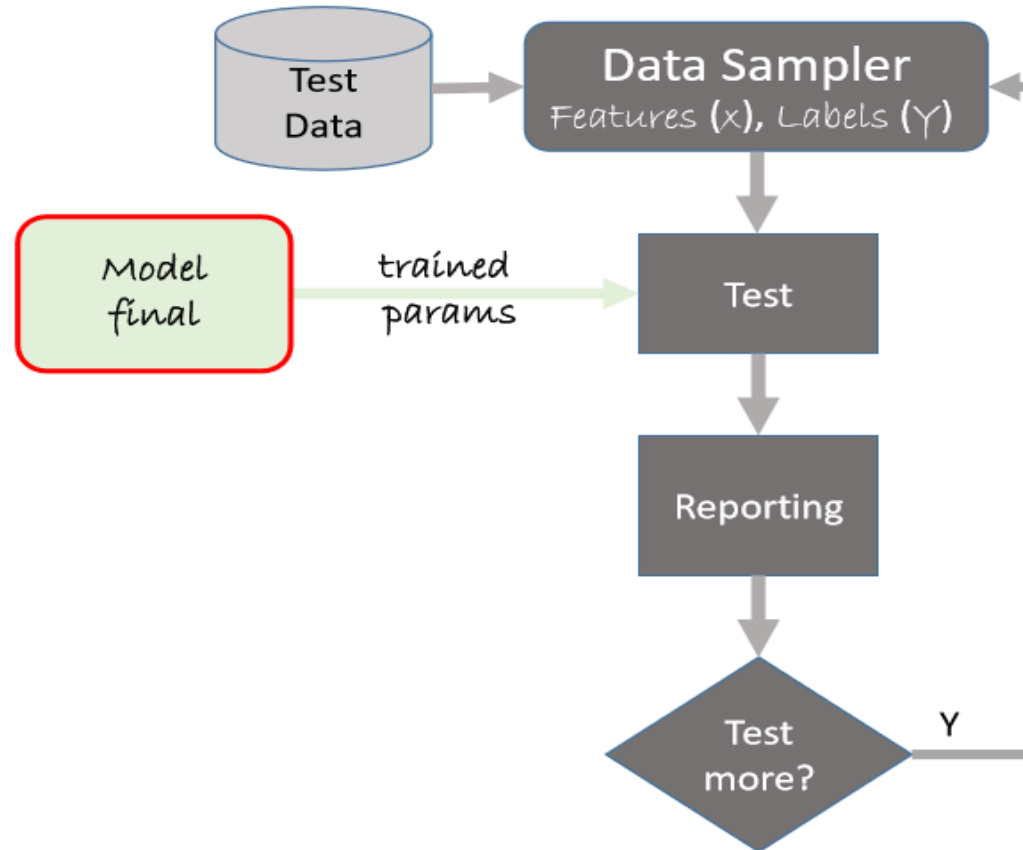 Test
Data
Data Sampler
Features (x), Labels (Y)
Model
final
trained
params
Test
Reporting
Test
more?
Y